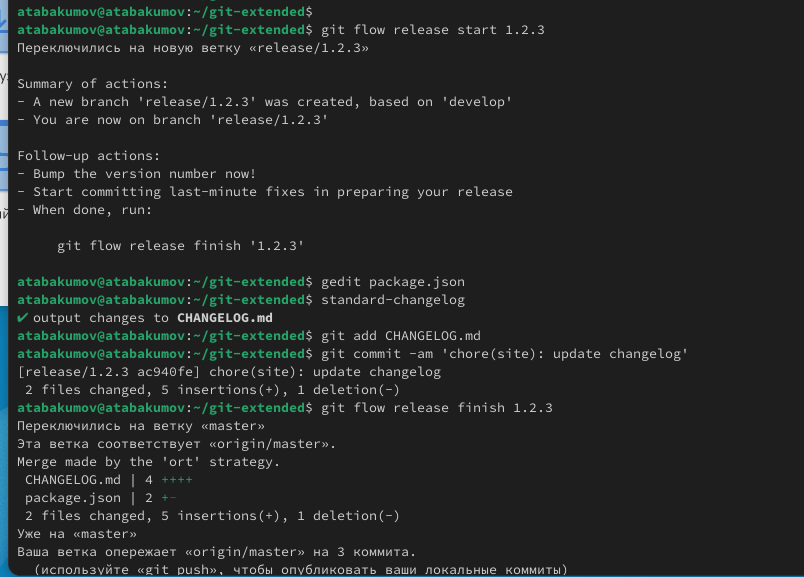 atabakumov@atabakumov:~/git-extended$
atabakumov@atabakumov:~/git-extended$ git flow release start 1.2.3
Переключились на новую ветку «release/1.2.3»
Summary of actions:
- A new branch 'release/1.2.3' was created, based on 'develop'
- You are now on branch 'release/1.2.3'
Follow-up actions:
- Bump the version number now!
- Start committing last-minute fixes in preparing your release
- When done, run:
git flow release finish '1.2.3'
atabakumov@atabakumov:~/git-extended$ gedit package.json
atabakumov@atabakumov:~/git-extended$ standard-changelog
✔ output changes to CHANGELOG.md
atabakumov@atabakumov:~/git-extended$ git add CHANGELOG.md
atabakumov@atabakumov:~/git-extended$ git commit -am 'chore(site): update changelog'
[release/1.2.3 ac940fe] chore(site): update changelog
2 files changed, 5 insertions(+), 1 deletion(-)
atabakumov@atabakumov:~/git-extended$ git flow release finish 1.2.3
Переключились на ветку «master»
Эта ветка соответствует «origin/master».
Merge made by the 'ort' strategy.
CHANGELOG.md | 4 ++++
package.json | 2 +-
2 files changed, 5 insertions(+), 1 deletion(-)
Уже на «master»
Ваша ветка опережает «origin/master» на 3 коммита.
(используйте «git push», чтобы опубликовать ваши локальные коммиты)